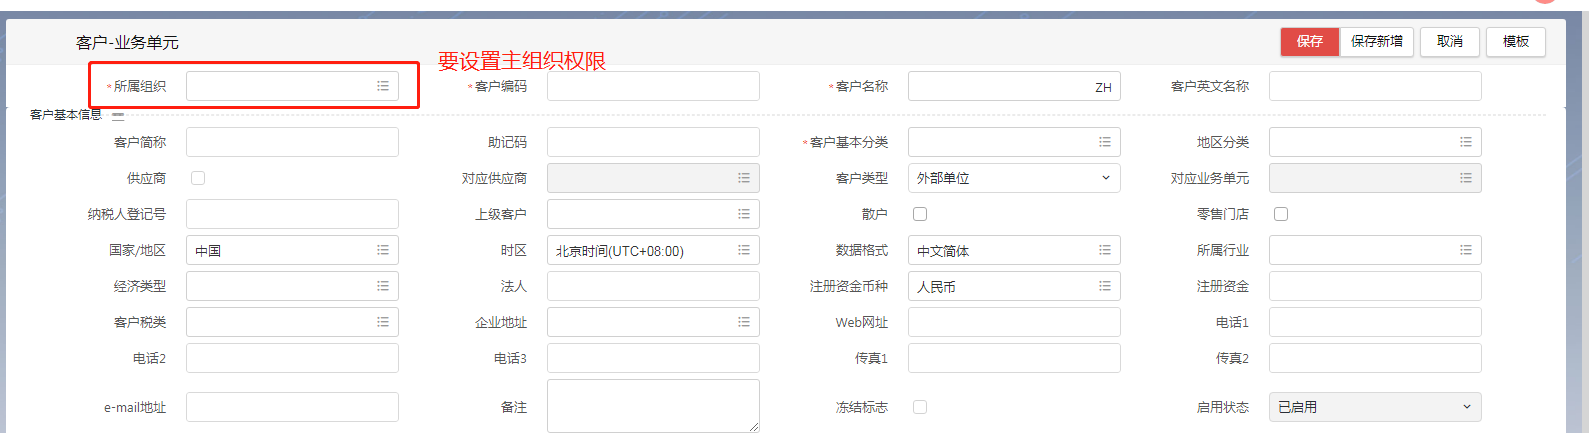 客户-业务单元
保存 保存新增 取消 模板
要设置主组织权限
*所属组织 *客户编码 *客户名称 ZH 客户英文名称
客户基本信息
客户简称 助记码 *客户基本分类 地区分类
供应商 对应供应商 客户类型 外部单位 对应业务单元
纳税人登记号 上级客户 散户 零售门店
国家/地区 中国 时区 北京时间(UTC+08:00) 数据格式 中文简体 所属行业
经济类型 法人 注册资金币种 人民币 注册资金
客户税类 企业地址 Web网址 电话1
电话2 电话3 传真1 传真2
e-mail地址 备注 冻结标志 启用状态 已启用